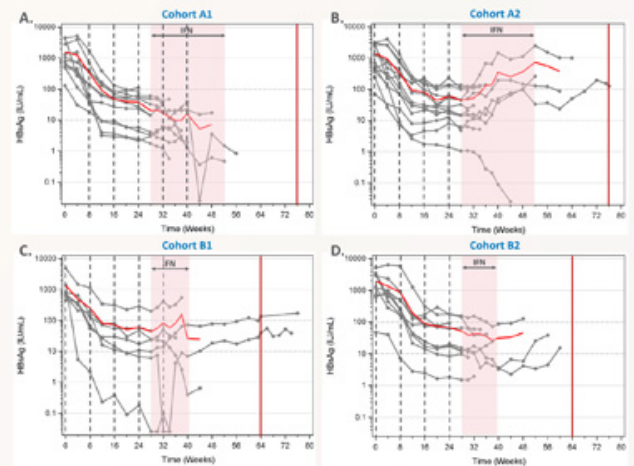 A. Cohort A1
IFN
10000
1000
100
10
1
0.1
HBsAg (IU/mL)
0 8 16 24 32 40 48 56 64 72 80
Time (Weeks)
B. Cohort A2
IFN
10000
1000
100
10
1
0.1
HBsAg (IU/mL)
0 8 16 24 32 40 48 56 64 72 80
Time (Weeks)
C. Cohort B1
IFN
10000
1000
100
10
1
0.1
HBsAg (IU/mL)
0 8 16 24 32 40 48 56 64 72 80
Time (Weeks)
D. Cohort B2
IFN
10000
1000
100
10
1
0.1
HBsAg (IU/mL)
0 8 16 24 32 40 48 56 64 72 80
Time (Weeks)